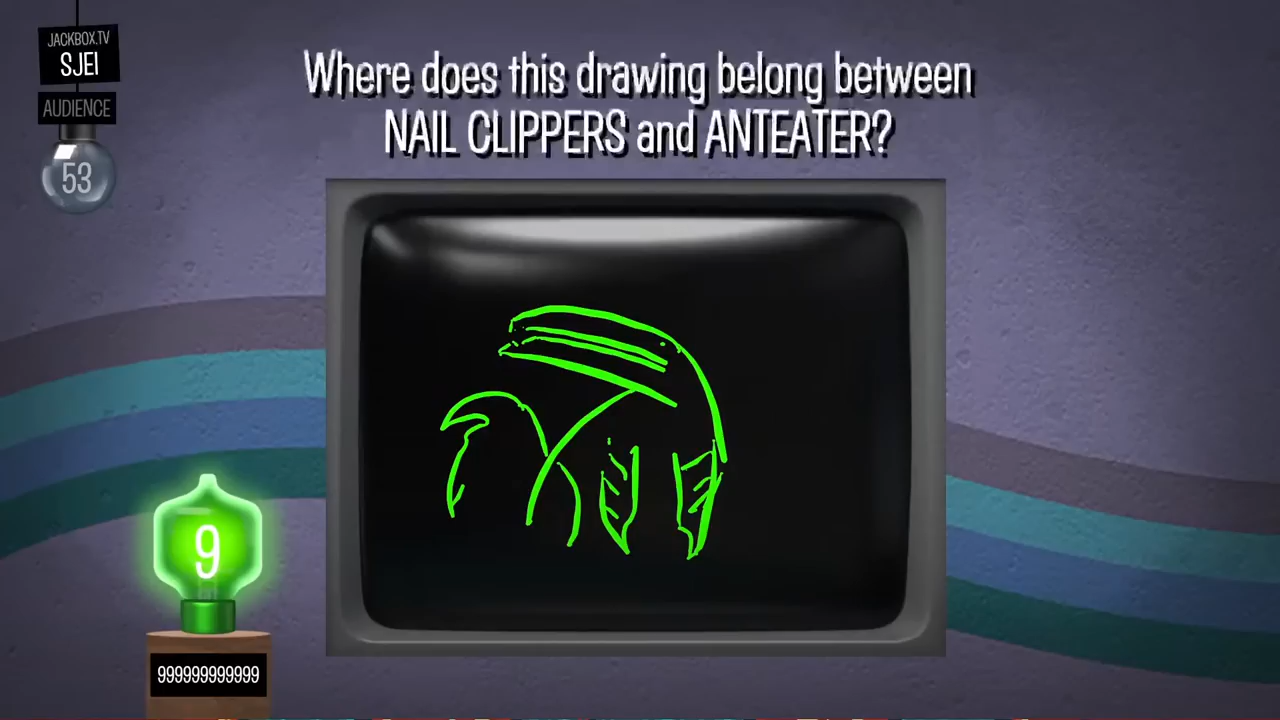 JACKBOX.TV
SJEI
AUDIENCE
53
Where does this drawing belong between
NAIL CLIPPERS and ANTEATER?
9
999999999999